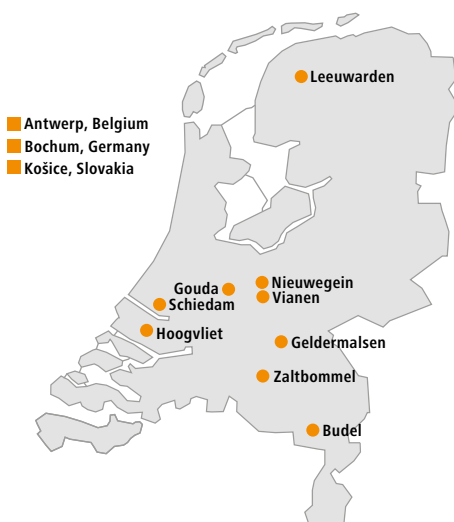 Leeuwarden
Antwerp, Belgium
Bochum, Germany
Košice, Slovakia
Nieuwegein
Gouda
Vianen
Schiedam
Hoogvliet
Geldermalsen
Zaltbommel
Budel